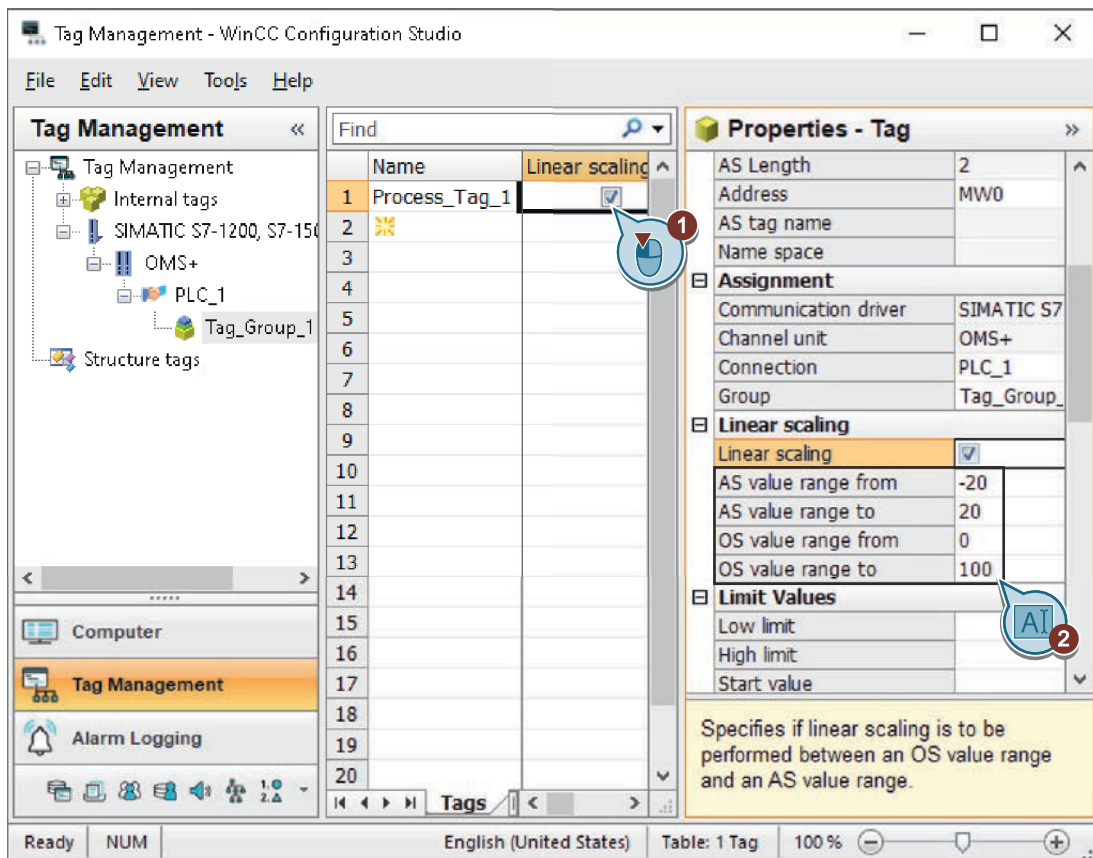 Tag Management - WinCC Configuration Studio
File Edit View Tools Help
Tag Management «
Tag Management
Internal tags
SIMATIC S7-1200, S7-150
OMS+
PLC_1
Tag_Group_1
Structure tags
Computer
Tag Management
Alarm Logging
Find
Name Linear scaling
1 Process_Tag_1
2
3
4
5
6
7
8
9
10
11
12
13
14
15
16
17
18
19
20
Tags
1
Properties - Tag »
AS Length 2
Address MW0
AS tag name
Name space
Assignment
Communication driver SIMATIC S7
Channel unit OMS+
Connection PLC_1
Group Tag_Group_
Linear scaling
Linear scaling
AS value range from -20
AS value range to 20
OS value range from 0
OS value range to 100
Limit Values
Low limit
High limit
Start value
AI 2
Specifies if linear scaling is to be
performed between an OS value range
and an AS value range.
Ready NUM English (United States) Table: 1 Tag 100 %